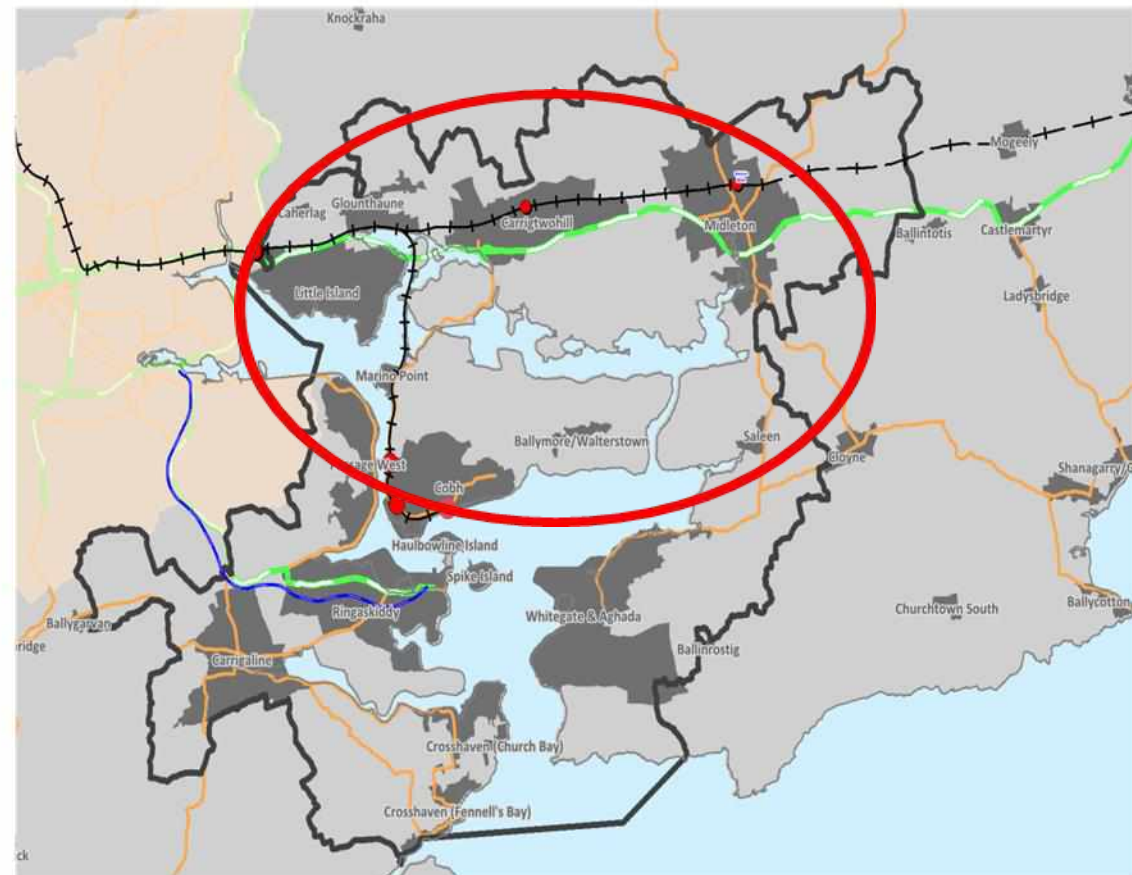 Knockraha
Mogeely
Caherlag
Glounthaune
Carrigtwohill
Midleton
Ballintotis
Castlemartyr
Little Island
Ladysbridge
Marino Point
Ballymore/Walterstown
Saleen
Cloyne
West
Cobh
Shanagarry/
Haulbowline Island
Spike Island
Ringaskiddy
Whitegate & Aghada
Churchtown South
Ballycotton
Ballygarvan
ridge
Carrigaline
Ballinrostig
Crosshaven (Church Bay)
Crosshaven (Fennell's Bay)
ck